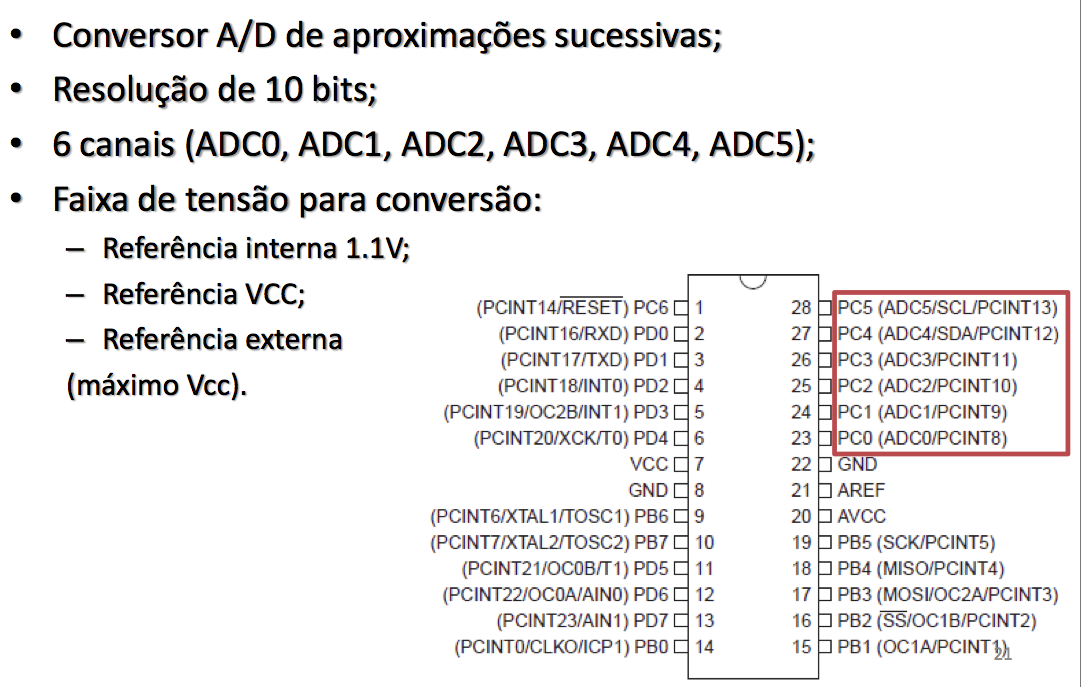 • Conversor A/D de aproximações sucessivas;
• Resolução de 10 bits;
• 6 canais (ADC0, ADC1, ADC2, ADC3, ADC4, ADC5);
• Faixa de tensão para conversão:
– Referência interna 1.1V;
– Referência VCC;
– Referência externa
(máximo Vcc).
(PCINT14/RESET) PC6 1 28 PC5 (ADC5/SCL/PCINT13)
(PCINT16/RXD) PD0 2 27 PC4 (ADC4/SDA/PCINT12)
(PCINT17/TXD) PD1 3 26 PC3 (ADC3/PCINT11)
(PCINT18/INT0) PD2 4 25 PC2 (ADC2/PCINT10)
(PCINT19/OC2B/INT1) PD3 5 24 PC1 (ADC1/PCINT9)
(PCINT20/XCK/T0) PD4 6 23 PC0 (ADC0/PCINT8)
VCC 7 22 GND
GND 8 21 AREF
(PCINT6/XTAL1/TOSC1) PB6 9 20 AVCC
(PCINT7/XTAL2/TOSC2) PB7 10 19 PB5 (SCK/PCINT5)
(PCINT21/OC0B/T1) PD5 11 18 PB4 (MISO/PCINT4)
(PCINT22/OC0A/AIN0) PD6 12 17 PB3 (MOSI/OC2A/PCINT3)
(PCINT23/AIN1) PD7 13 16 PB2 (SS/OC1B/PCINT2)
(PCINT0/CLKO/ICP1) PB0 14 15 PB1 (OC1A/PCINT1)
21